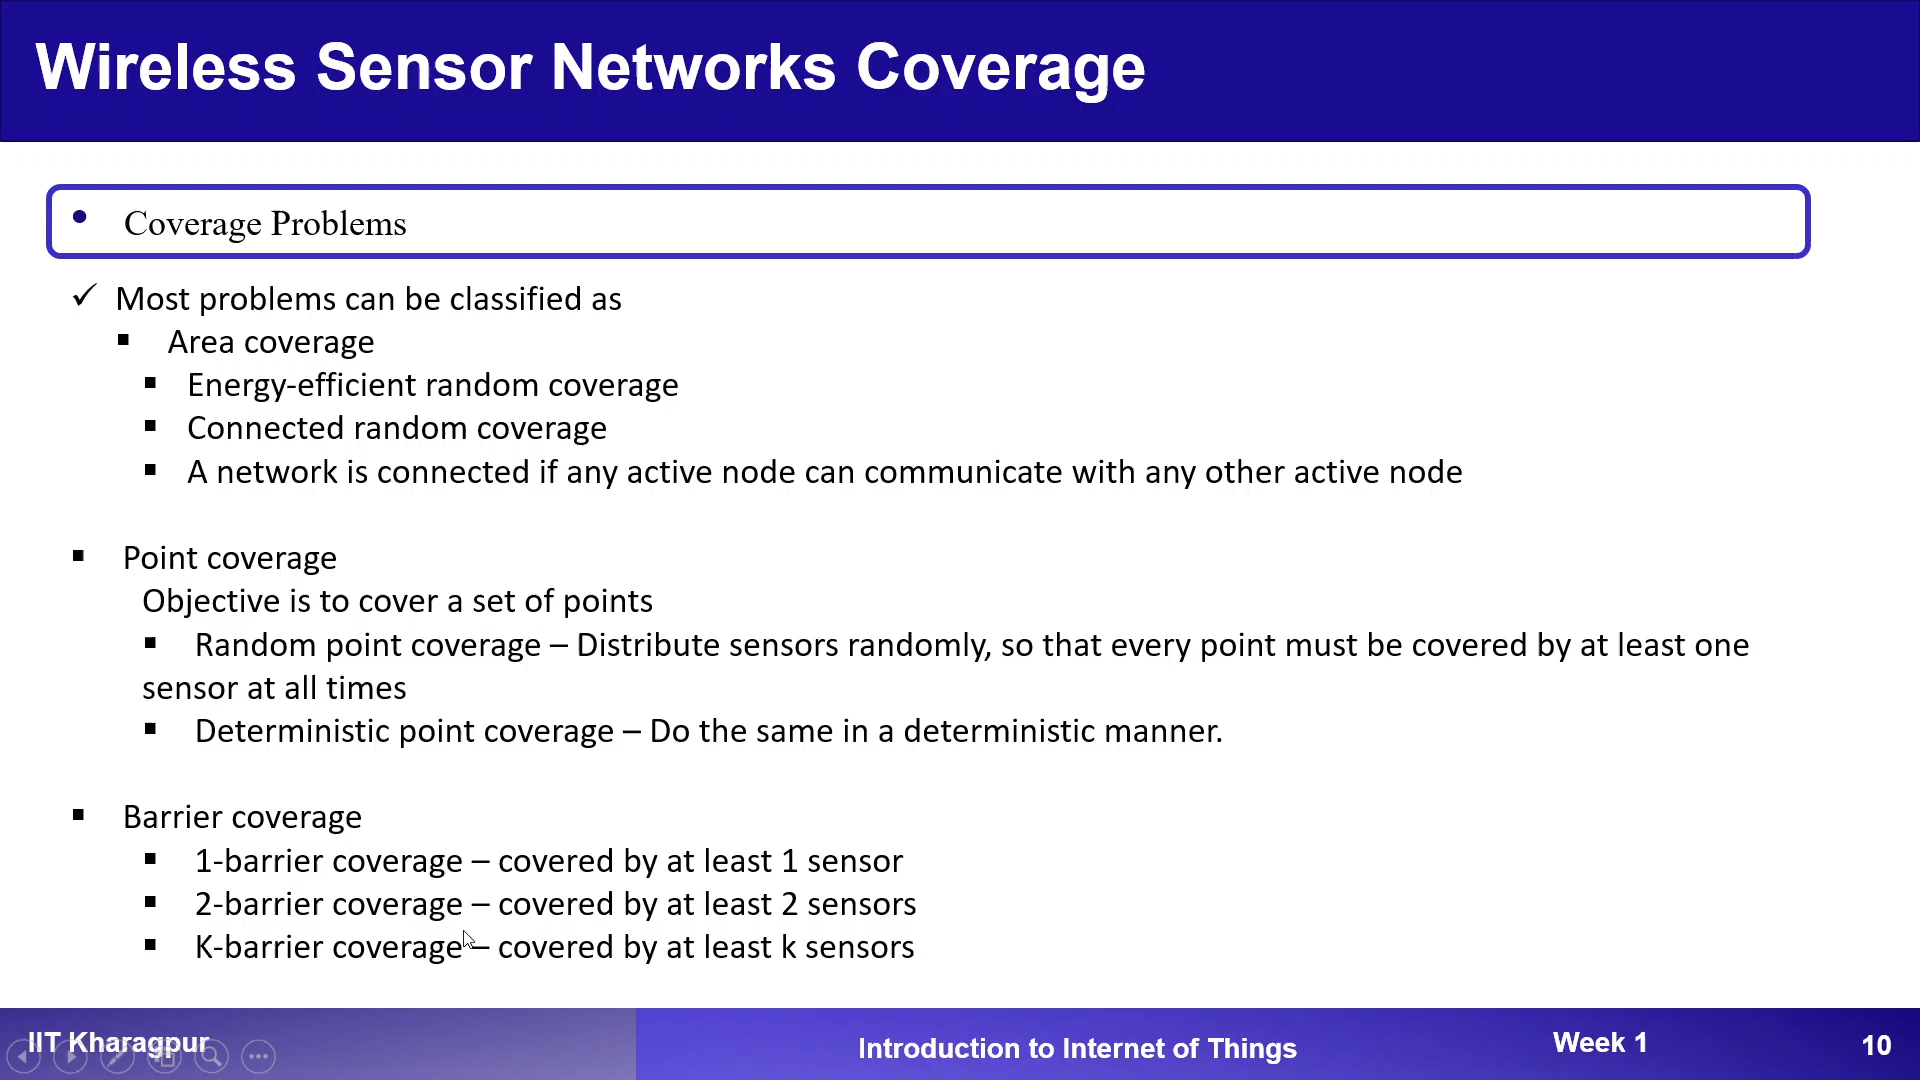 Wireless Sensor Networks Coverage
• Coverage Problems
✓ Most problems can be classified as
▪ Area coverage
▪ Energy-efficient random coverage
▪ Connected random coverage
▪ A network is connected if any active node can communicate with any other active node
▪ Point coverage
Objective is to cover a set of points
▪ Random point coverage – Distribute sensors randomly, so that every point must be covered by at least one
sensor at all times
▪ Deterministic point coverage – Do the same in a deterministic manner.
▪ Barrier coverage
▪ 1-barrier coverage – covered by at least 1 sensor
▪ 2-barrier coverage – covered by at least 2 sensors
▪ K-barrier coverage – covered by at least k sensors
IIT Kharagpur
Introduction to Internet of Things
Week 1
10